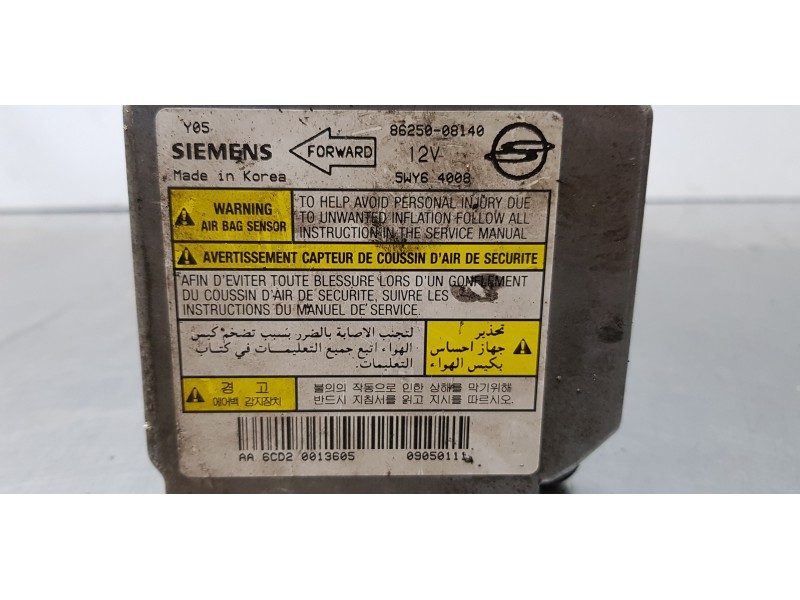 Y05
86250-08140
SIEMENS
FORWARD
12V
Made in Korea
5WY6 4008
WARNING
AIR BAG SENSOR
TO HELP AVOID PERSONAL INJURY DUE
TO UNWANTED INFLATION FOLLOW ALL
INSTRUCTION IN THE SERVICE MANUAL
AVERTISSEMENT CAPTEUR DE COUSSIN D'AIR DE SECURITE
AFIN D'EVITER TOUTE BLESSURE LORS D'UN GONFLEMENT
DU COUSSIN D'AIR DE SECURITE, SUIVRE LES
INSTRUCTIONS DU MANUEL DE SERVICE.
تحذير
جهاز احساس
بكيس الهواء
لتجنب الاصابة بالضرر بسبب تضخم كيس
الهواء اتبع جميع التعليمات في كتاب
التعليمات.
경 고
에어백 감지장치
불의의 작동으로 인한 상해를 막기위해
반드시 지침서를 읽고 지시를 따르시오.
AA 6CD2 0013605
09050111